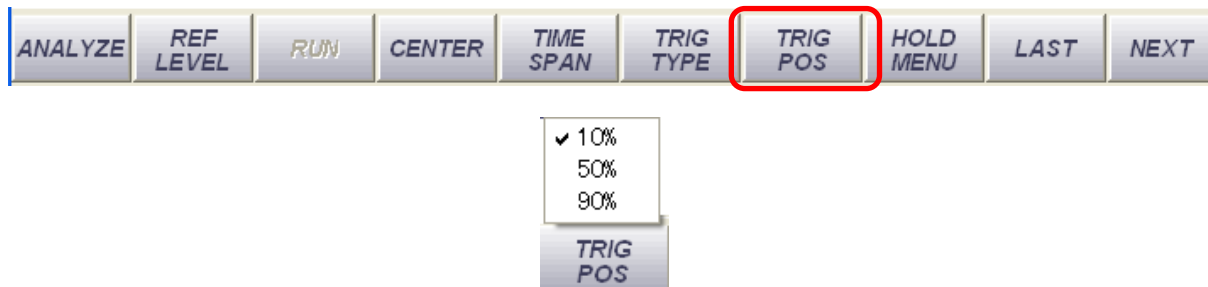 ANALYZE REF LEVEL RUN CENTER TIME SPAN TRIG TYPE TRIG POS HOLD MENU LAST NEXT
✔ 10%
50%
90%
TRIG
POS